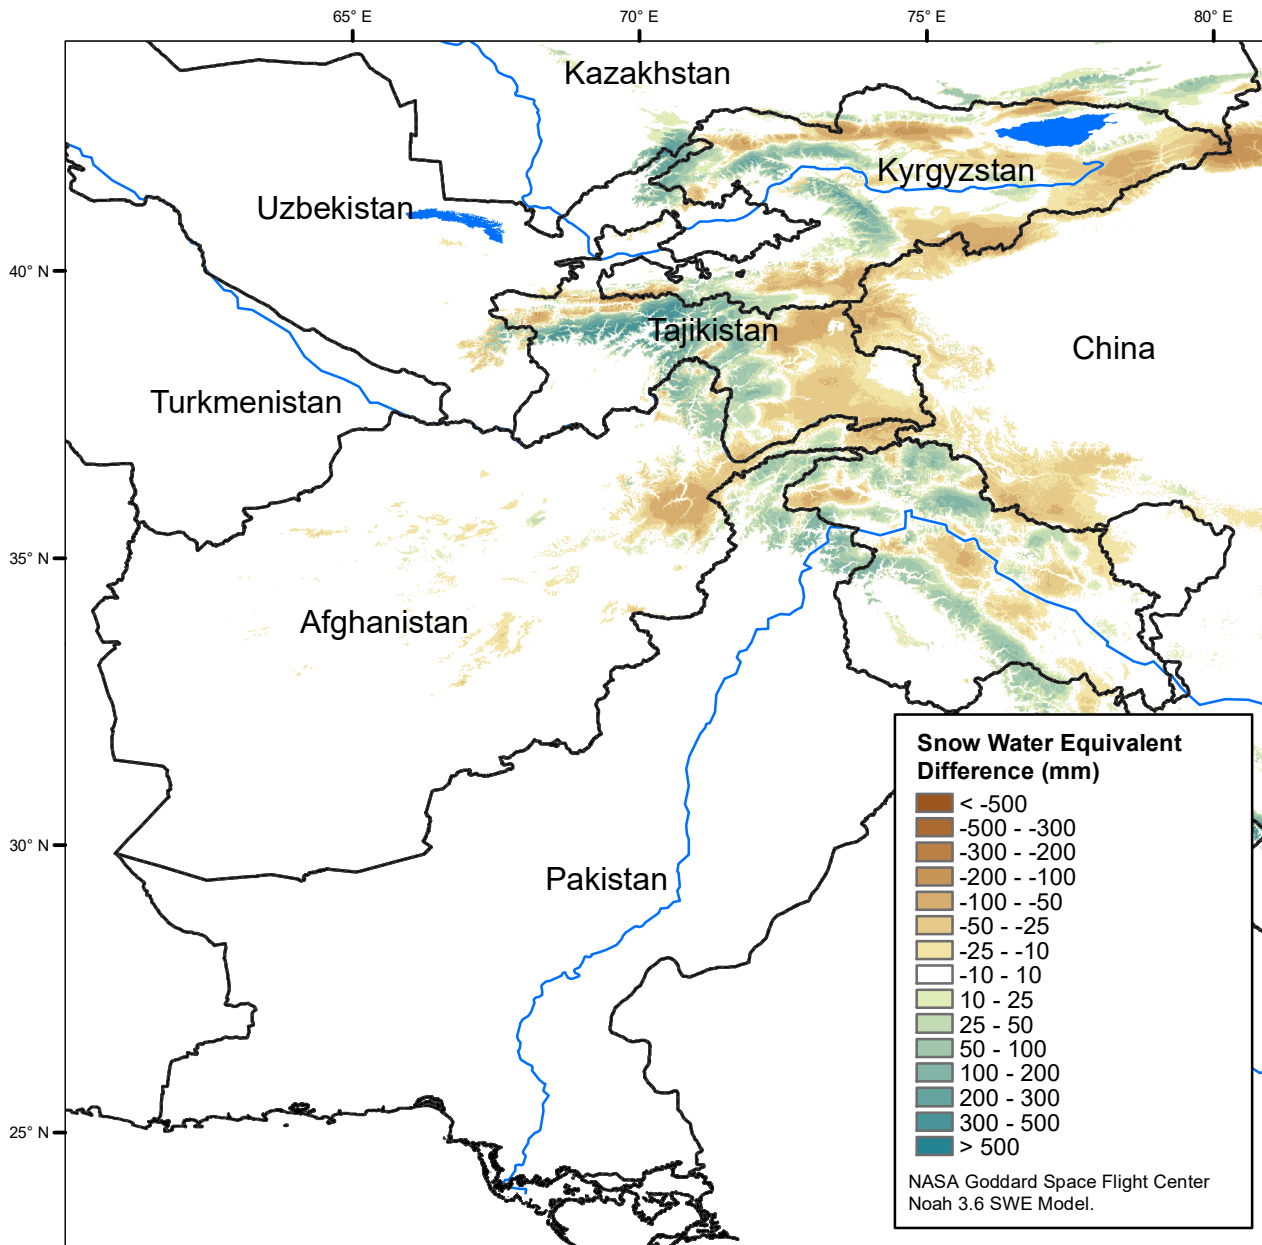 65° E
70° E
75° E
80° E
Kazakhstan
Kyrgyzstan
Uzbekistan
40° N
Tajikistan
China
Turkmenistan
35° N
Afghanistan
Snow Water Equivalent
Difference (mm)
< -500
-500 - -300
-300 - -200
-200 - -100
-100 - -50
-50 - -25
-25 - -10
-10 - 10
10 - 25
25 - 50
50 - 100
100 - 200
200 - 300
300 - 500
> 500
30° N
Pakistan
25° N
NASA Goddard Space Flight Center
Noah 3.6 SWE Model.